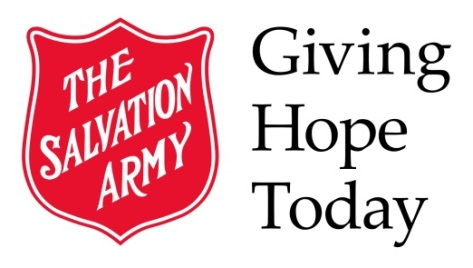 THE
SALVATION
ARMY
Giving
Hope
Today